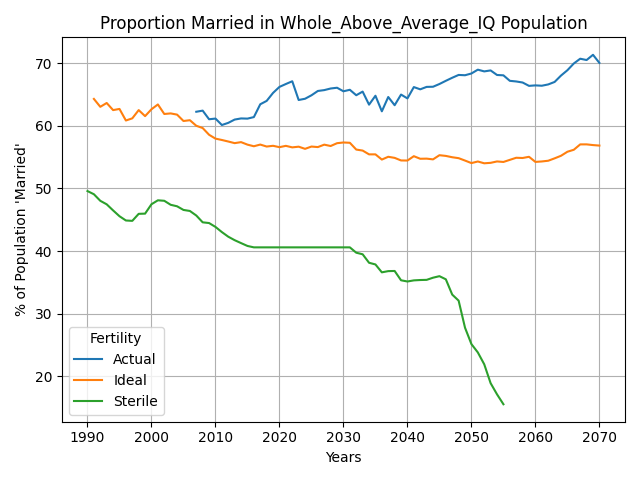 Proportion Married in Whole_Above_Average_IQ Population
% of Population 'Married'
70
60
50
40
30
20
Fertility
Actual
Ideal
Sterile
1990 2000 2010 2020 2030 2040 2050 2060 2070
Years